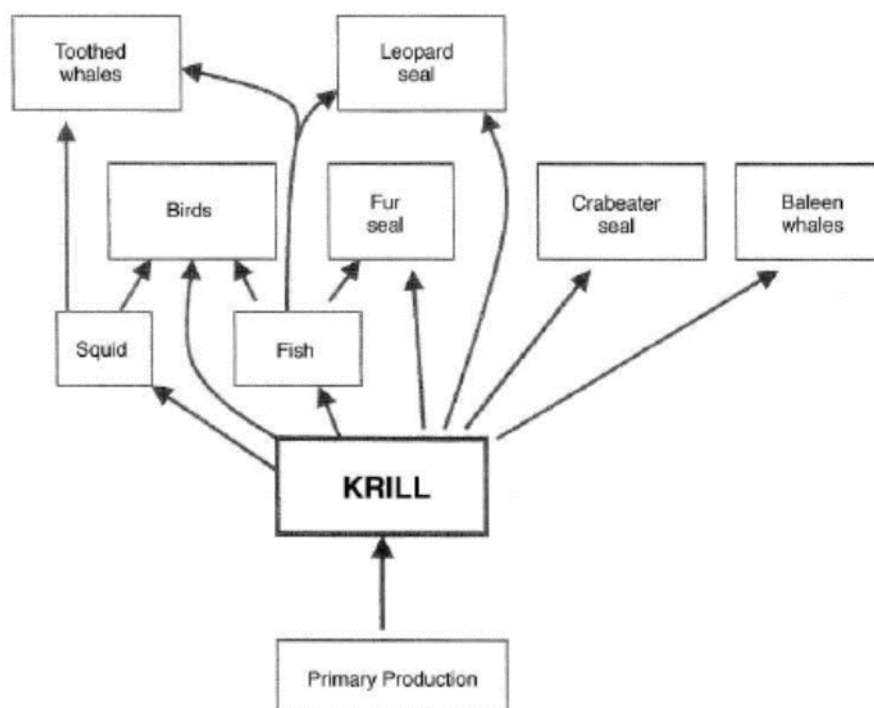 Toothed
whales
Leopard
seal
Birds
Fur
seal
Crabeater
seal
Baleen
whales
Squid
Fish
KRILL
Primary Production